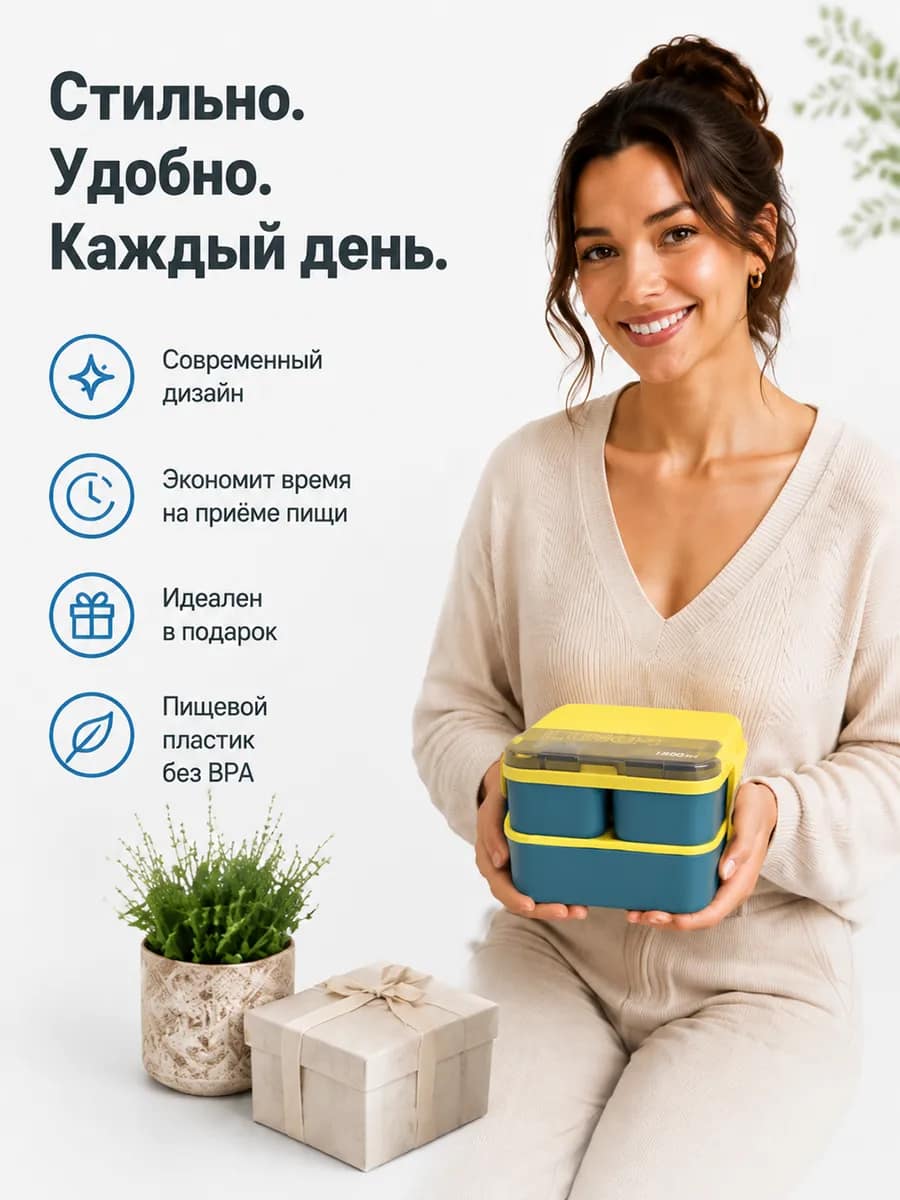 Стильно.
Удобно.
Каждый день.
Современный
дизайн
Экономит время
на приёме пищи
Идеален
в подарок
Пищевой
пластик
без BPA